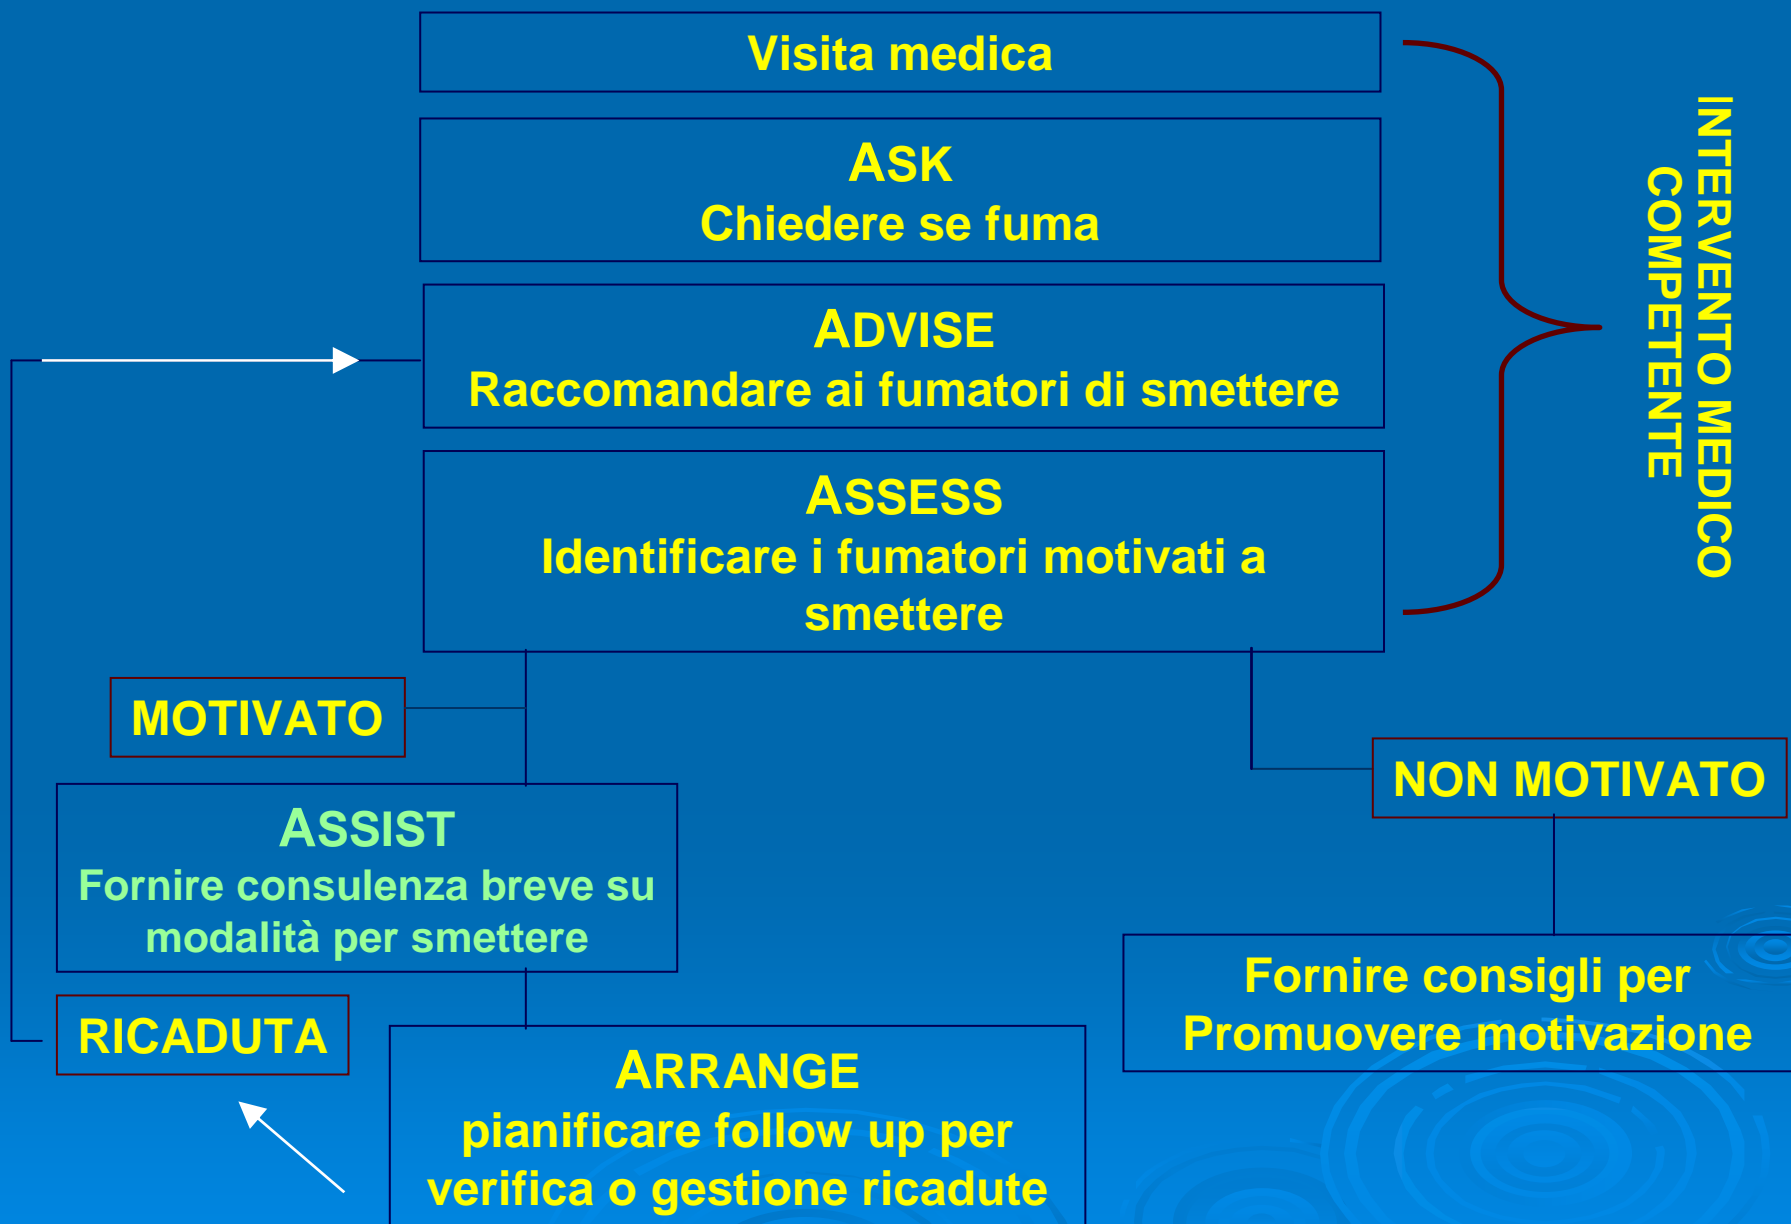 Visita medica
ASK
Chiedere se fuma
ADVISE
Raccomandare ai fumatori di smettere
ASSESS
Identificare i fumatori motivati a
smettere
INTERVENTO MEDICO
COMPETENTE
MOTIVATO
NON MOTIVATO
ASSIST
Fornire consulenza breve su
modalità per smettere
Fornire consigli per
Promuovere motivazione
RICADUTA
ARRANGE
pianificare follow up per
verifica o gestione ricadute